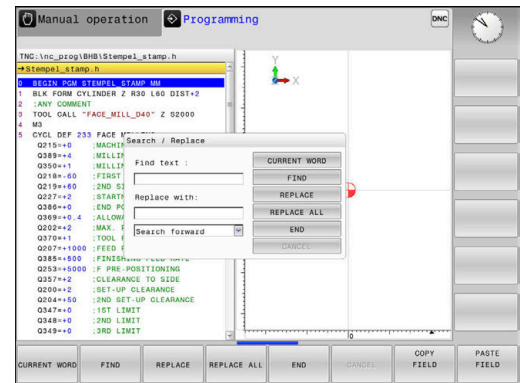 Manual operation
Programming
DNC
TNC:\nc_prog\BHB\Stempel_stamp.h
→Stempel_stamp.h
0 BEGIN PGM STEMPEL_STAMP MM
1 BLK FORM CYLINDER Z R30 L60 DIST+2
2 ;ANY COMMENT
3 TOOL CALL "FACE_MILL_D40" Z S2000
4 M3
5 CYCL DEF 233 FACE
Q215=+0 ;MACHIN
Q389=+4 ;MILLIN
Q350=+1 ;MILLIN
Q218=-60 ;FIRST
Q219=+60 ;2ND SI
Q227=+2 ;STARTN
Q386=+0 ;END PO
Q369=+0.4 ;ALLOWA
Q202=+2 ;MAX. P
Q370=+1 ;TOOL P
Q207=+1000 ;FEED R
Q385=+500 ;FINISHING FEED RATE
Q253=+5000 ;F PRE-POSITIONING
Q357=+2 ;CLEARANCE TO SIDE
Q200=+2 ;SET-UP CLEARANCE
Q204=+50 ;2ND SET-UP CLEARANCE
Q347=+0 ;1ST LIMIT
Q348=+0 ;2ND LIMIT
Q349=+0 ;3RD LIMIT
Search / Replace
Find text :
Replace with:
Search forward
CURRENT WORD
FIND
REPLACE
REPLACE ALL
END
CANCEL
Y
X
0
CURRENT WORD
FIND
REPLACE
REPLACE ALL
END
CANCEL
COPY
FIELD
PASTE
FIELD